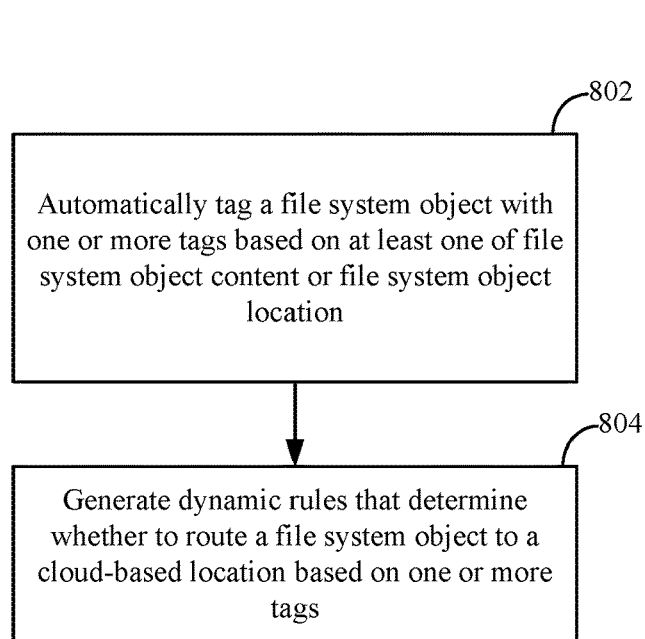 802
Automatically tag a file system object with
one or more tags based on at least one of file
system object content or file system object
location
804
Generate dynamic rules that determine
whether to route a file system object to a
cloud-based location based on one or more
tags